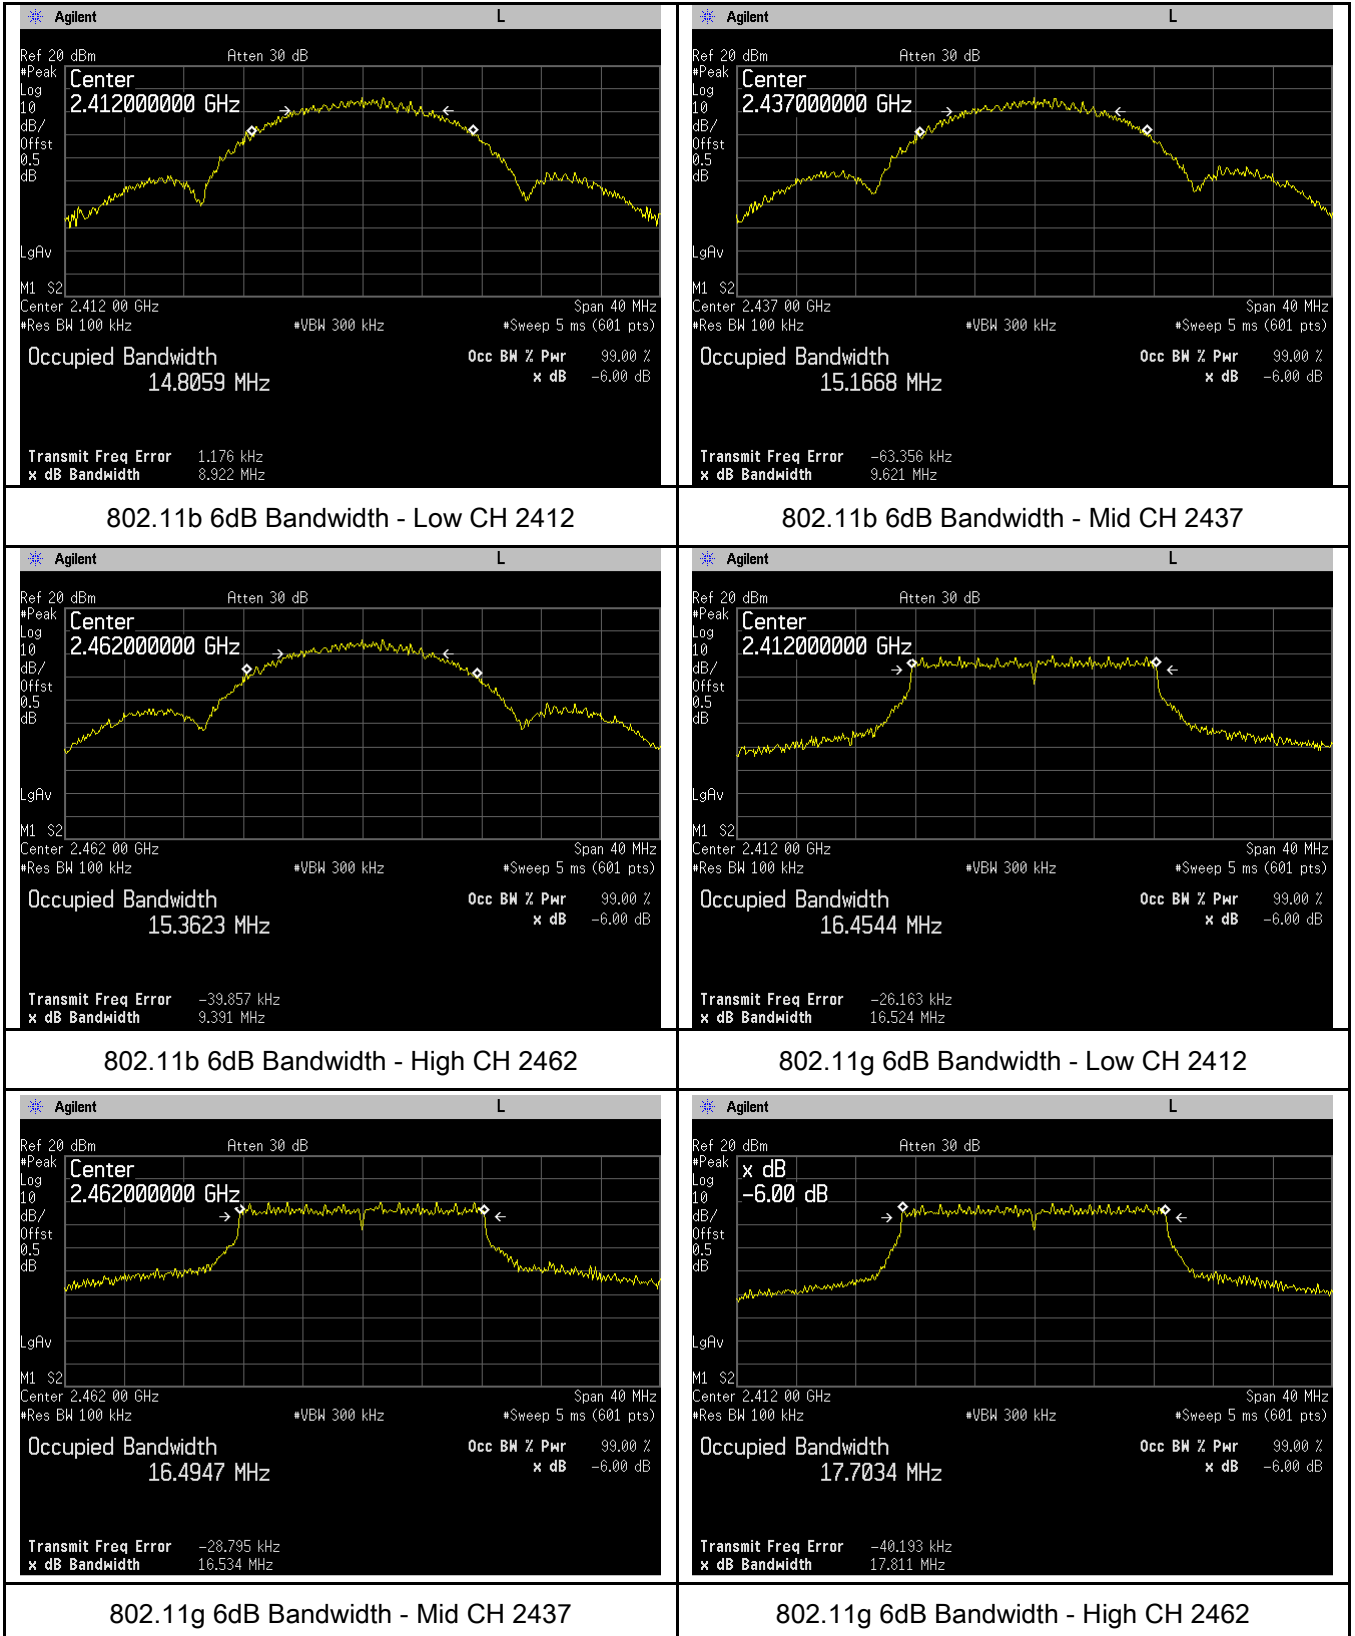 Agilent L
Ref 20 dBm Atten 30 dB
#Peak
Log
10
dB/
Offst
0.5
dB
Center
2.412000000 GHz
LgAv
M1 S2
Center 2.412 00 GHz Span 40 MHz
#Res BW 100 kHz #VBW 300 kHz #Sweep 5 ms (601 pts)
Occupied Bandwidth Occ BW % Pwr 99.00 %
14.8059 MHz x dB -6.00 dB
Transmit Freq Error 1.176 kHz
x dB Bandwidth 8.922 MHz
802.11b 6dB Bandwidth - Low CH 2412
Agilent L
Ref 20 dBm Atten 30 dB
#Peak
Log
10
dB/
Offst
0.5
dB
Center
2.437000000 GHz
LgAv
M1 S2
Center 2.437 00 GHz Span 40 MHz
#Res BW 100 kHz #VBW 300 kHz #Sweep 5 ms (601 pts)
Occupied Bandwidth Occ BW % Pwr 99.00 %
15.1668 MHz x dB -6.00 dB
Transmit Freq Error -63.356 kHz
x dB Bandwidth 9.621 MHz
802.11b 6dB Bandwidth - Mid CH 2437
Agilent L
Ref 20 dBm Atten 30 dB
#Peak
Log
10
dB/
Offst
0.5
dB
Center
2.462000000 GHz
LgAv
M1 S2
Center 2.462 00 GHz Span 40 MHz
#Res BW 100 kHz #VBW 300 kHz #Sweep 5 ms (601 pts)
Occupied Bandwidth Occ BW % Pwr 99.00 %
15.3623 MHz x dB -6.00 dB
Transmit Freq Error -39.857 kHz
x dB Bandwidth 9.391 MHz
802.11b 6dB Bandwidth - High CH 2462
Agilent L
Ref 20 dBm Atten 30 dB
#Peak
Log
10
dB/
Offst
0.5
dB
Center
2.412000000 GHz
LgAv
M1 S2
Center 2.412 00 GHz Span 40 MHz
#Res BW 100 kHz #VBW 300 kHz #Sweep 5 ms (601 pts)
Occupied Bandwidth Occ BW % Pwr 99.00 %
16.4544 MHz x dB -6.00 dB
Transmit Freq Error -26.163 kHz
x dB Bandwidth 16.524 MHz
802.11g 6dB Bandwidth - Low CH 2412
Agilent L
Ref 20 dBm Atten 30 dB
#Peak
Log
10
dB/
Offst
0.5
dB
Center
2.462000000 GHz
LgAv
M1 S2
Center 2.462 00 GHz Span 40 MHz
#Res BW 100 kHz #VBW 300 kHz #Sweep 5 ms (601 pts)
Occupied Bandwidth Occ BW % Pwr 99.00 %
16.4947 MHz x dB -6.00 dB
Transmit Freq Error -28.795 kHz
x dB Bandwidth 16.534 MHz
802.11g 6dB Bandwidth - Mid CH 2437
Agilent L
Ref 20 dBm Atten 30 dB
#Peak
Log
10
dB/
Offst
0.5
dB
x dB
-6.00 dB
LgAv
M1 S2
Center 2.412 00 GHz Span 40 MHz
#Res BW 100 kHz #VBW 300 kHz #Sweep 5 ms (601 pts)
Occupied Bandwidth Occ BW % Pwr 99.00 %
17.7034 MHz x dB -6.00 dB
Transmit Freq Error -40.193 kHz
x dB Bandwidth 17.811 MHz
802.11g 6dB Bandwidth - High CH 2462